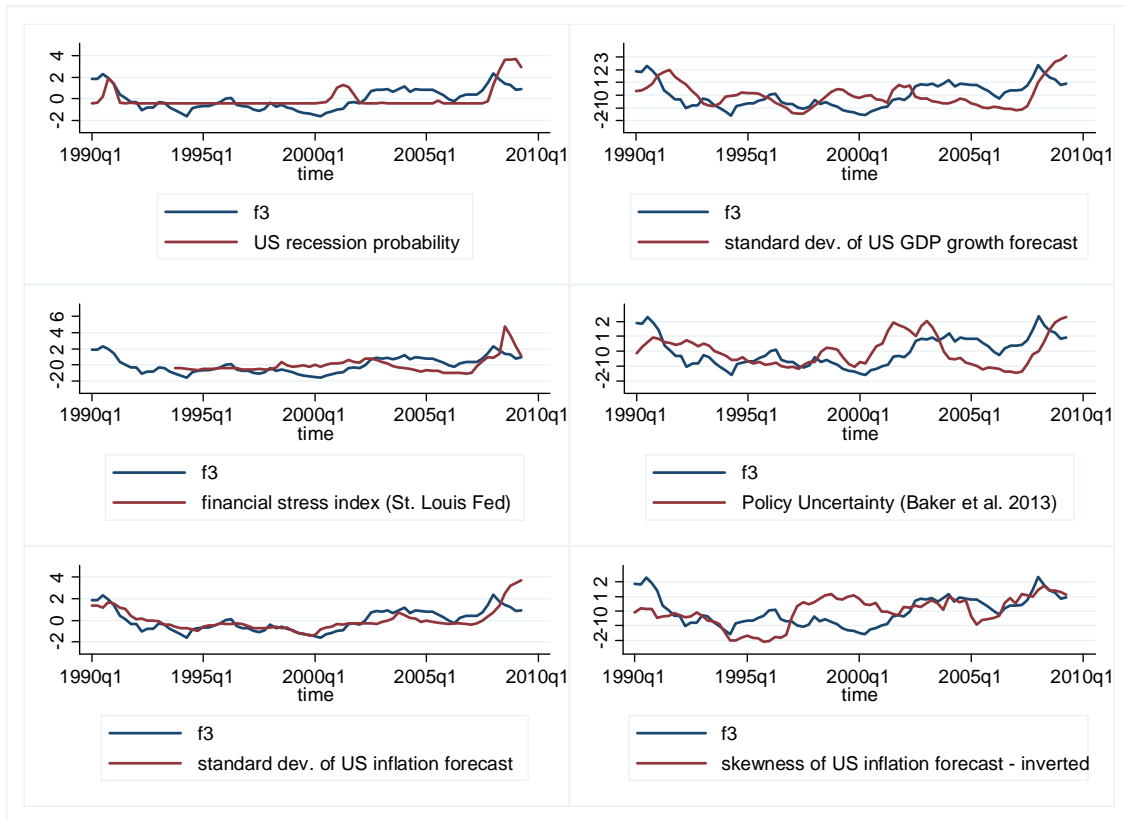 -2 0 2 4
1990q1 1995q1 2000q1 2005q1 2010q1
time
f3
US recession probability
-2 -1 0 1 2 3
1990q1 1995q1 2000q1 2005q1 2010q1
time
f3
standard dev. of US GDP growth forecast
-2 0 2 4 6
1990q1 1995q1 2000q1 2005q1 2010q1
time
f3
financial stress index (St. Louis Fed)
-2 -1 0 1 2
1990q1 1995q1 2000q1 2005q1 2010q1
time
f3
Policy Uncertainty (Baker et al. 2013)
-2 0 2 4
1990q1 1995q1 2000q1 2005q1 2010q1
time
f3
standard dev. of US inflation forecast
-2 -1 0 1 2
1990q1 1995q1 2000q1 2005q1 2010q1
time
f3
skewness of US inflation forecast - inverted